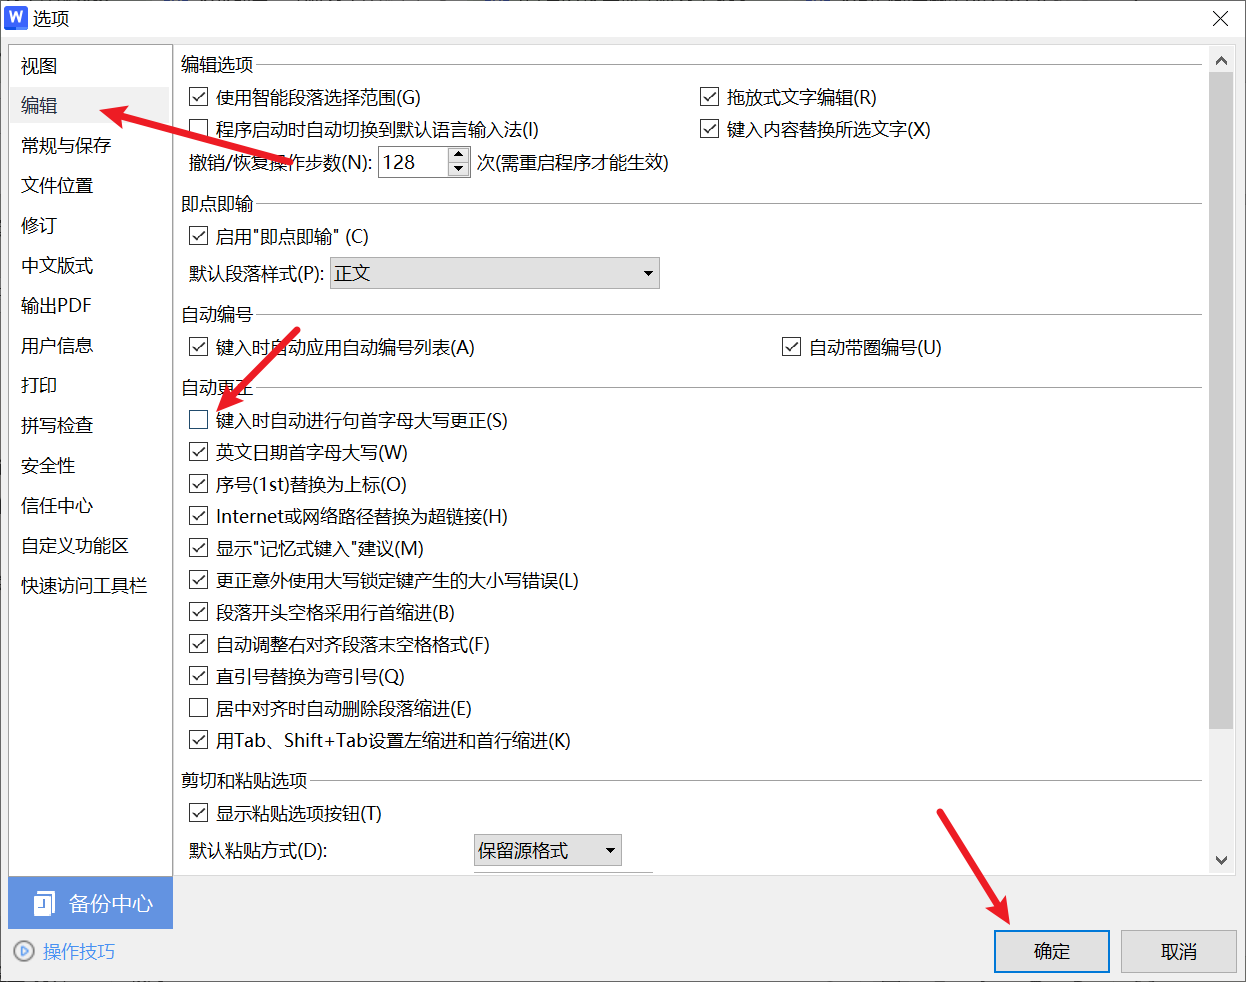 W 选项
视图
编辑
常规与保存
文件位置
修订
中文版式
输出PDF
用户信息
打印
拼写检查
安全性
信任中心
自定义功能区
快速访问工具栏
备份中心
操作技巧
编辑选项
使用智能段落选择范围(G)
拖放式文字编辑(R)
程序启动时自动切换到默认语言输入法(I)
键入内容替换所选文字(X)
撤销/恢复操作步数(N): 128 次(需重启程序才能生效)
即点即输
启用"即点即输" (C)
默认段落样式(P): 正文
自动编号
键入时自动应用自动编号列表(A)
自动带圈编号(U)
自动更正
键入时自动进行句首字母大写更正(S)
英文日期首字母大写(W)
序号(1st)替换为上标(O)
Internet或网络路径替换为超链接(H)
显示"记忆式键入"建议(M)
更正意外使用大写锁定键产生的大小写错误(L)
段落开头空格采用行首缩进(B)
自动调整右对齐段落末空格格式(F)
直引号替换为弯引号(Q)
居中对齐时自动删除段落缩进(E)
用Tab、Shift+Tab设置左缩进和首行缩进(K)
剪切和粘贴选项
显示粘贴选项按钮(T)
默认粘贴方式(D): 保留源格式
确定
取消